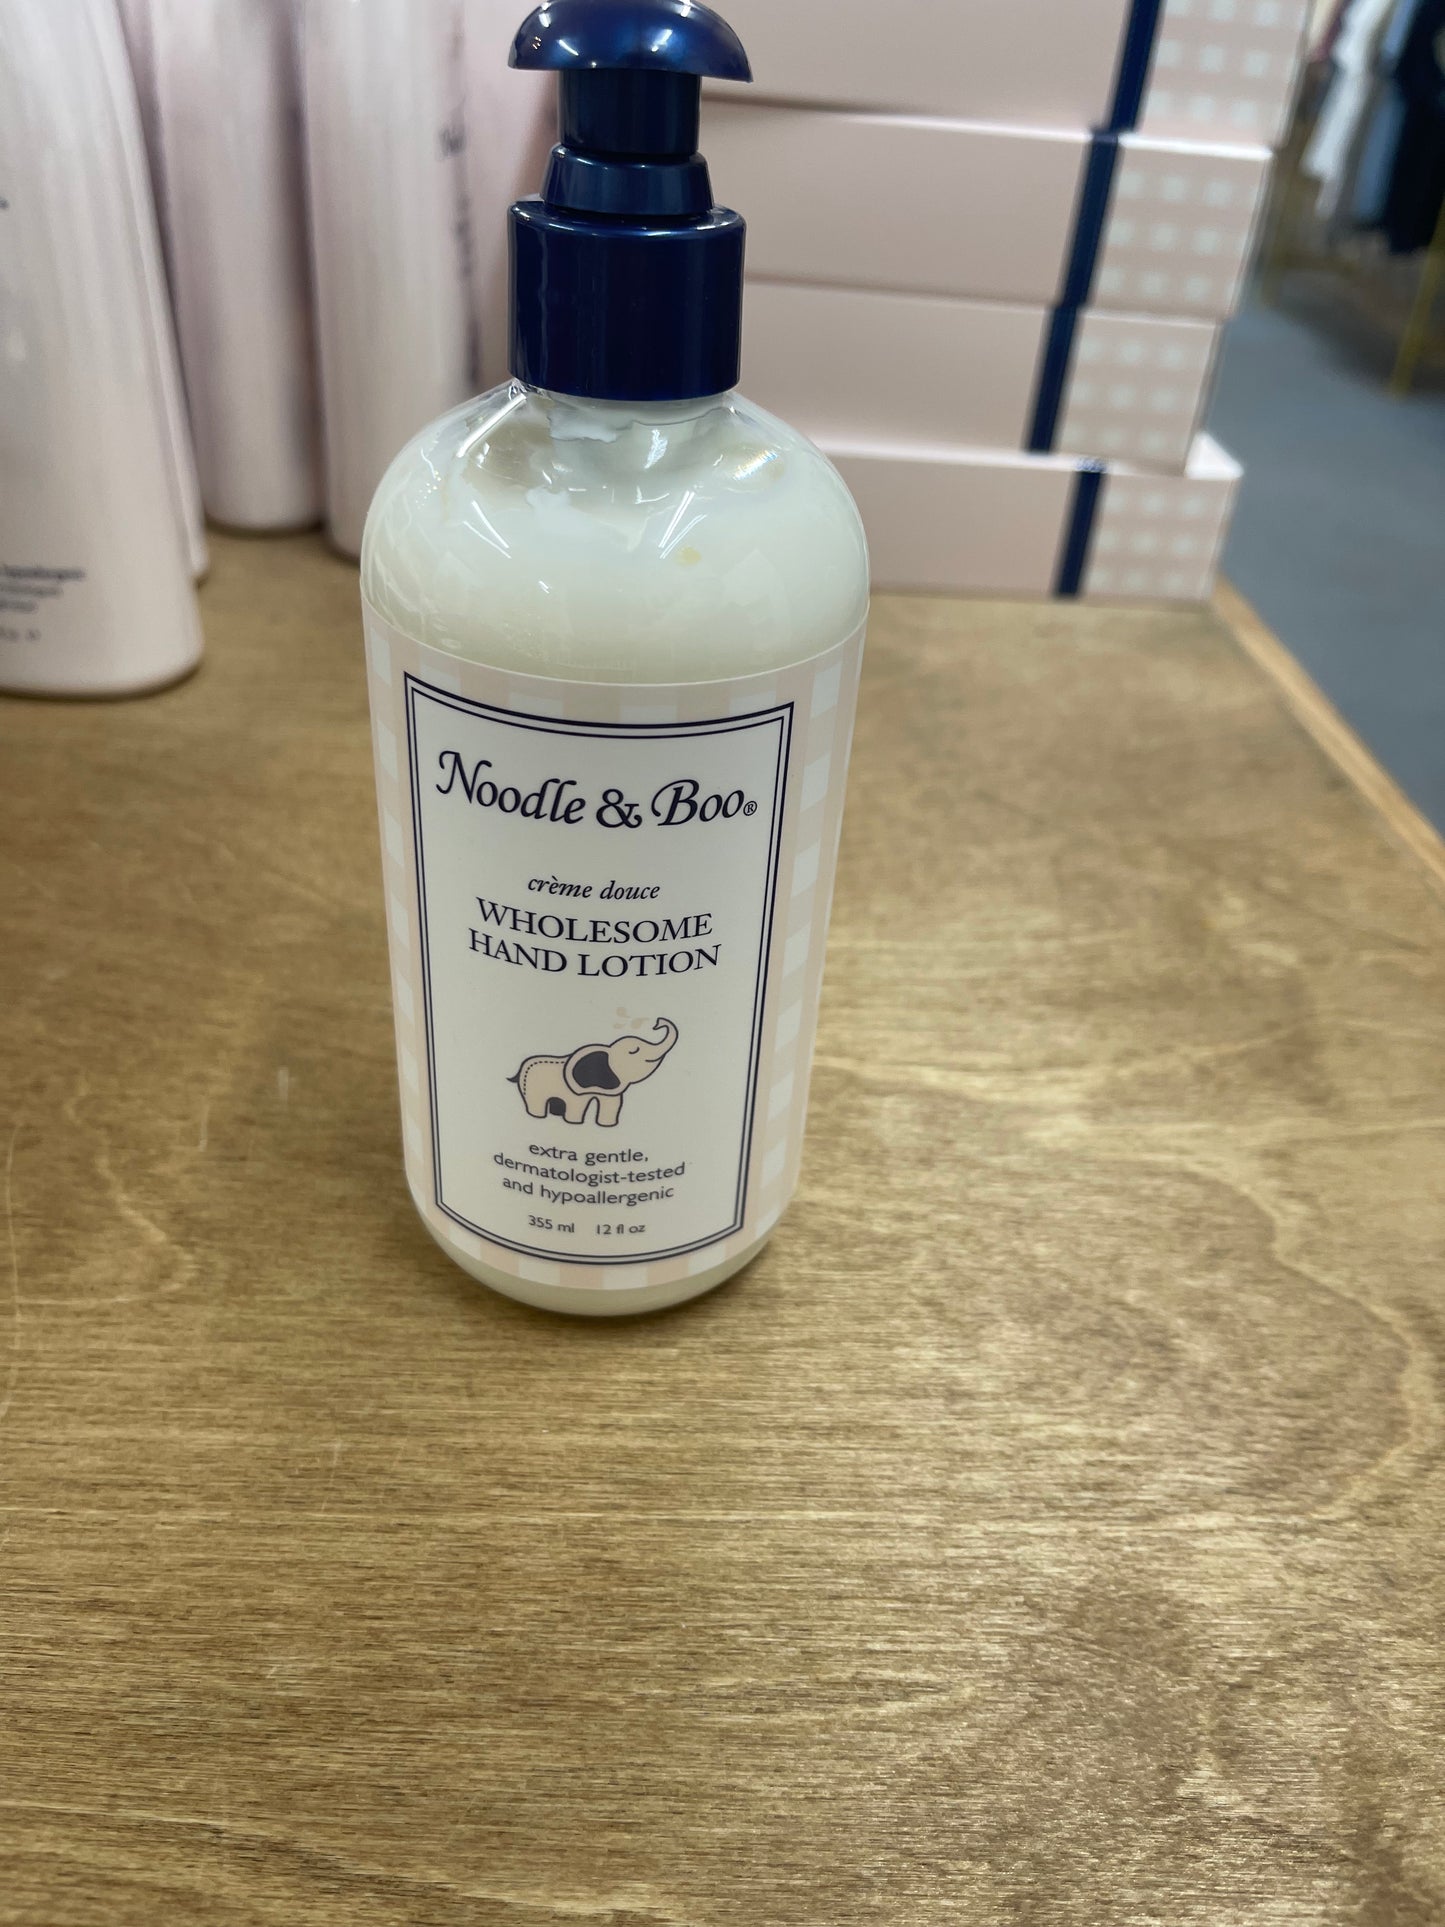 Noodle & Boo®
crème douce
WHOLESOME
HAND LOTION
extra gentle,
dermatologist-tested
and hypoallergenic
355 ml 12 fl oz